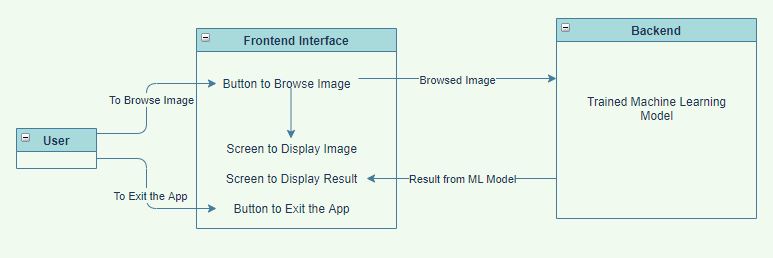 Frontend Interface
Backend
Button to Browse Image
Browsed Image
To Browse Image
Trained Machine Learning
Model
User
Screen to Display Image
Screen to Display Result
Result from ML Model
To Exit the App
Button to Exit the App